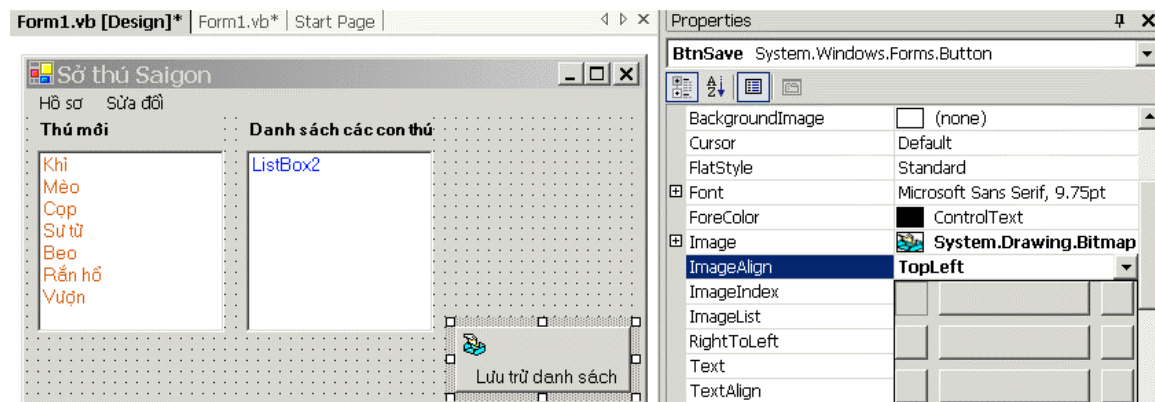 Form1.vb [Design]* Form1.vb* Start Page
Sở thú Saigon
Hồ sơ Sửa đổi
Thú mới Danh sách các con thú
Khỉ
Mèo
Cọp
Sư tử
Beo
Rắn hổ
Vượn
ListBox2
Lưu trữ danh sách
Properties
BtnSave System.Windows.Forms.Button
BackgroundImage (none)
Cursor Default
FlatStyle Standard
Font Microsoft Sans Serif, 9.75pt
ForeColor ControlText
Image System.Drawing.Bitmap
ImageAlign TopLeft
ImageIndex
ImageList
RightToLeft
Text
TextAlign